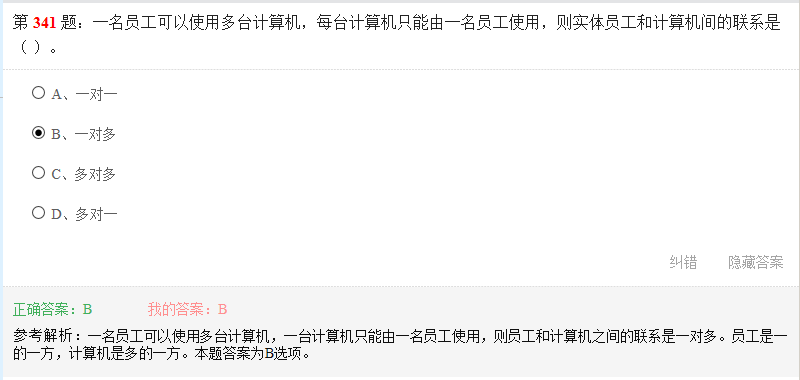 第 341 题：一名员工可以使用多台计算机，每台计算机只能由一名员工使用，则实体员工和计算机间的联系是
（ ）。
A、一对一
B、一对多
C、多对多
D、多对一
纠错 隐藏答案
正确答案：B 我的答案：B
参考解析：一名员工可以使用多台计算机，一台计算机只能由一名员工使用，则员工和计算机之间的联系是一对多。员工是一
的一方，计算机是多的一方。本题答案为B选项。